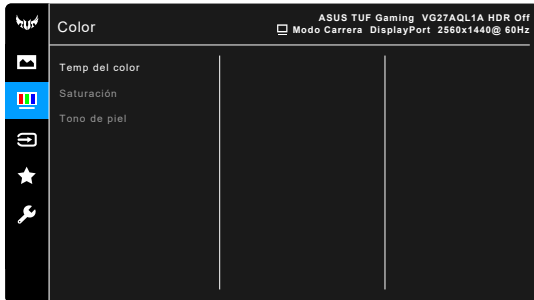 Color
ASUS TUF Gaming VG27AQL1A HDR Off
Modo Carrera DisplayPort 2560x1440@ 60Hz
Temp del color
Saturación
Tono de piel